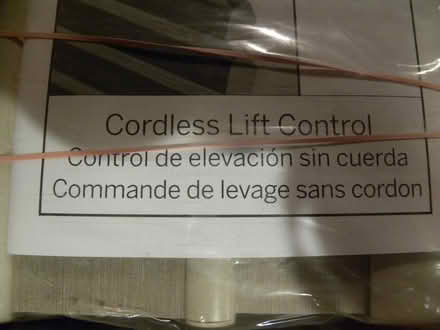 Cordless Lift Control
Control de elevación sin cuerda
Commande de levage sans cordon